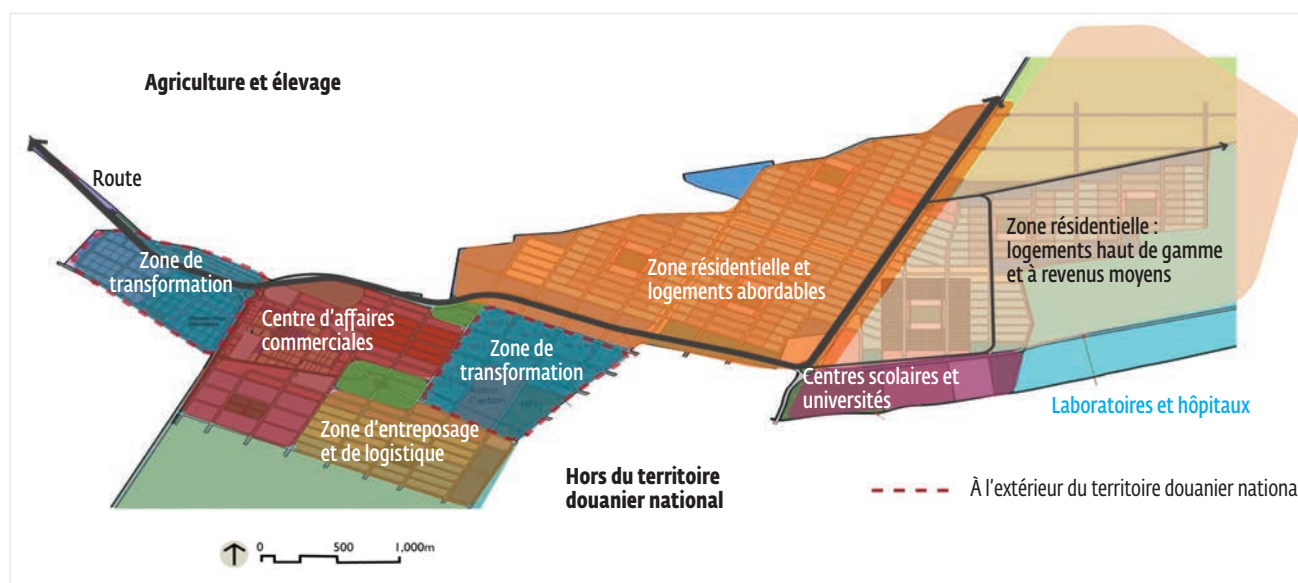 Agriculture et élevage
Route
Zone de
transformation
Centre d'affaires
commerciales
Zone de
transformation
Zone résidentielle et
logements abordables
Zone résidentielle :
logements haut de gamme
et à revenus moyens
Zone d'entreposage
et de logistique
Centres scolaires et
universités
Laboratoires et hôpitaux
Hors du territoire
douanier national
À l'extérieur du territoire douanier nationa
0 500 1,000m